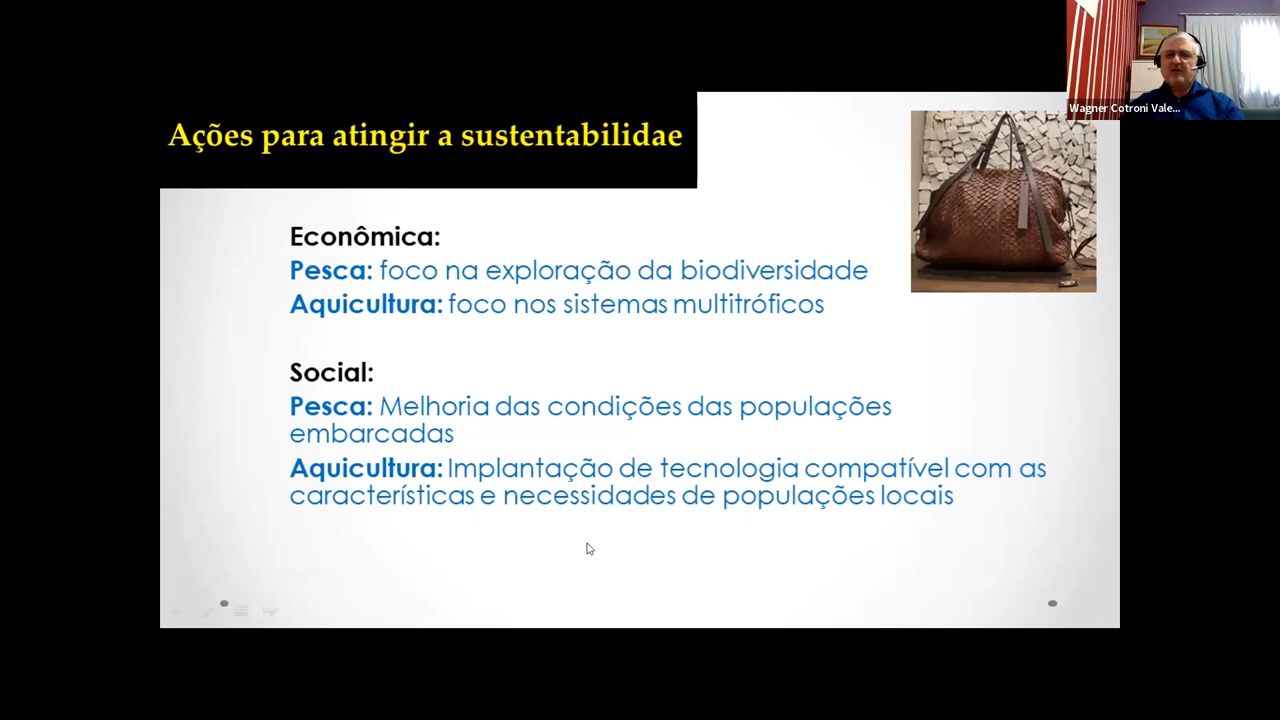 Wagner Cotroni Vale...
Ações para atingir a sustentabilidae
Econômica:
Pesca: foco na exploração da biodiversidade
Aquicultura: foco nos sistemas multitróficos
Social:
Pesca: Melhoria das condições das populações
embarcadas
Aquicultura: Implantação de tecnologia compatível com as
características e necessidades de populações locais